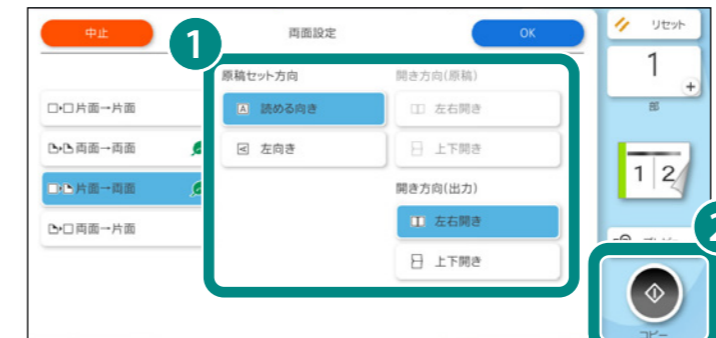 中止
1
両面設定
OK
リセット
1
+
部
原稿セット方向
開き方向(原稿)
A 読める向き
左右開き
左向き
上下開き
片面→片面
両面→両面
片面→両面
両面→片面
開き方向(出力)
左右開き
上下開き
1 2
2
コピー